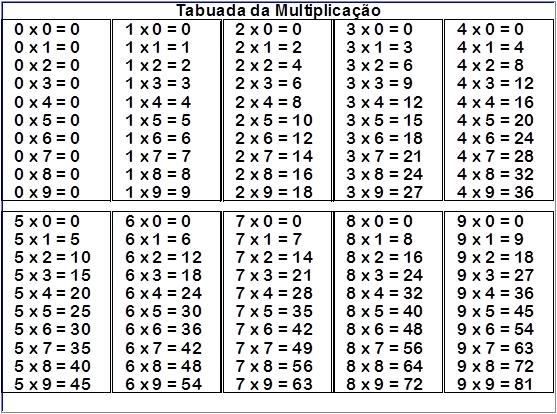 Tabuada da Multiplicação
0 x 0 = 0 1 x 0 = 0 2 x 0 = 0 3 x 0 = 0 4 x 0 = 0
0 x 1 = 0 1 x 1 = 1 2 x 1 = 2 3 x 1 = 3 4 x 1 = 4
0 x 2 = 0 1 x 2 = 2 2 x 2 = 4 3 x 2 = 6 4 x 2 = 8
0 x 3 = 0 1 x 3 = 3 2 x 3 = 6 3 x 3 = 9 4 x 3 = 12
0 x 4 = 0 1 x 4 = 4 2 x 4 = 8 3 x 4 = 12 4 x 4 = 16
0 x 5 = 0 1 x 5 = 5 2 x 5 = 10 3 x 5 = 15 4 x 5 = 20
0 x 6 = 0 1 x 6 = 6 2 x 6 = 12 3 x 6 = 18 4 x 6 = 24
0 x 7 = 0 1 x 7 = 7 2 x 7 = 14 3 x 7 = 21 4 x 7 = 28
0 x 8 = 0 1 x 8 = 8 2 x 8 = 16 3 x 8 = 24 4 x 8 = 32
0 x 9 = 0 1 x 9 = 9 2 x 9 = 18 3 x 9 = 27 4 x 9 = 36
5 x 0 = 0 6 x 0 = 0 7 x 0 = 0 8 x 0 = 0 9 x 0 = 0
5 x 1 = 5 6 x 1 = 6 7 x 1 = 7 8 x 1 = 8 9 x 1 = 9
5 x 2 = 10 6 x 2 = 12 7 x 2 = 14 8 x 2 = 16 9 x 2 = 18
5 x 3 = 15 6 x 3 = 18 7 x 3 = 21 8 x 3 = 24 9 x 3 = 27
5 x 4 = 20 6 x 4 = 24 7 x 4 = 28 8 x 4 = 32 9 x 4 = 36
5 x 5 = 25 6 x 5 = 30 7 x 5 = 35 8 x 5 = 40 9 x 5 = 45
5 x 6 = 30 6 x 6 = 36 7 x 6 = 42 8 x 6 = 48 9 x 6 = 54
5 x 7 = 35 6 x 7 = 42 7 x 7 = 49 8 x 7 = 56 9 x 7 = 63
5 x 8 = 40 6 x 8 = 48 7 x 8 = 56 8 x 8 = 64 9 x 8 = 72
5 x 9 = 45 6 x 9 = 54 7 x 9 = 63 8 x 9 = 72 9 x 9 = 81